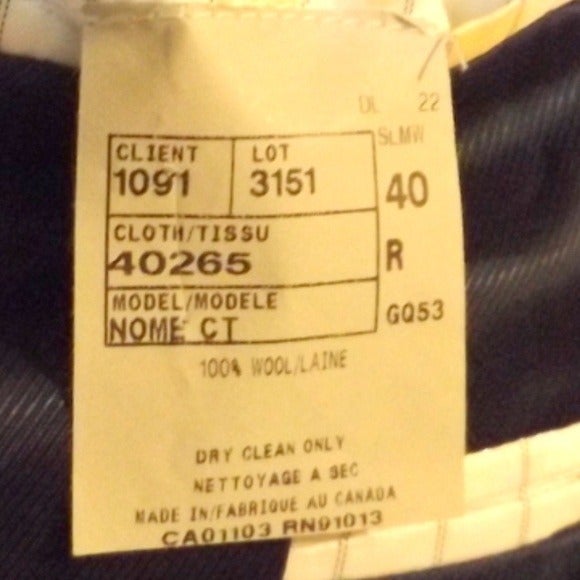 DL 22
SLMW
CLIENT LOT
1091 3151 40
CLOTH/TISSU
40265 R
MODEL/MODELE
NOME CT GQ53
100% WOOL/LAINE
DRY CLEAN ONLY
NETTOYAGE A SEC
MADE IN/FABRIQUE AU CANADA
CA01103 RN91013